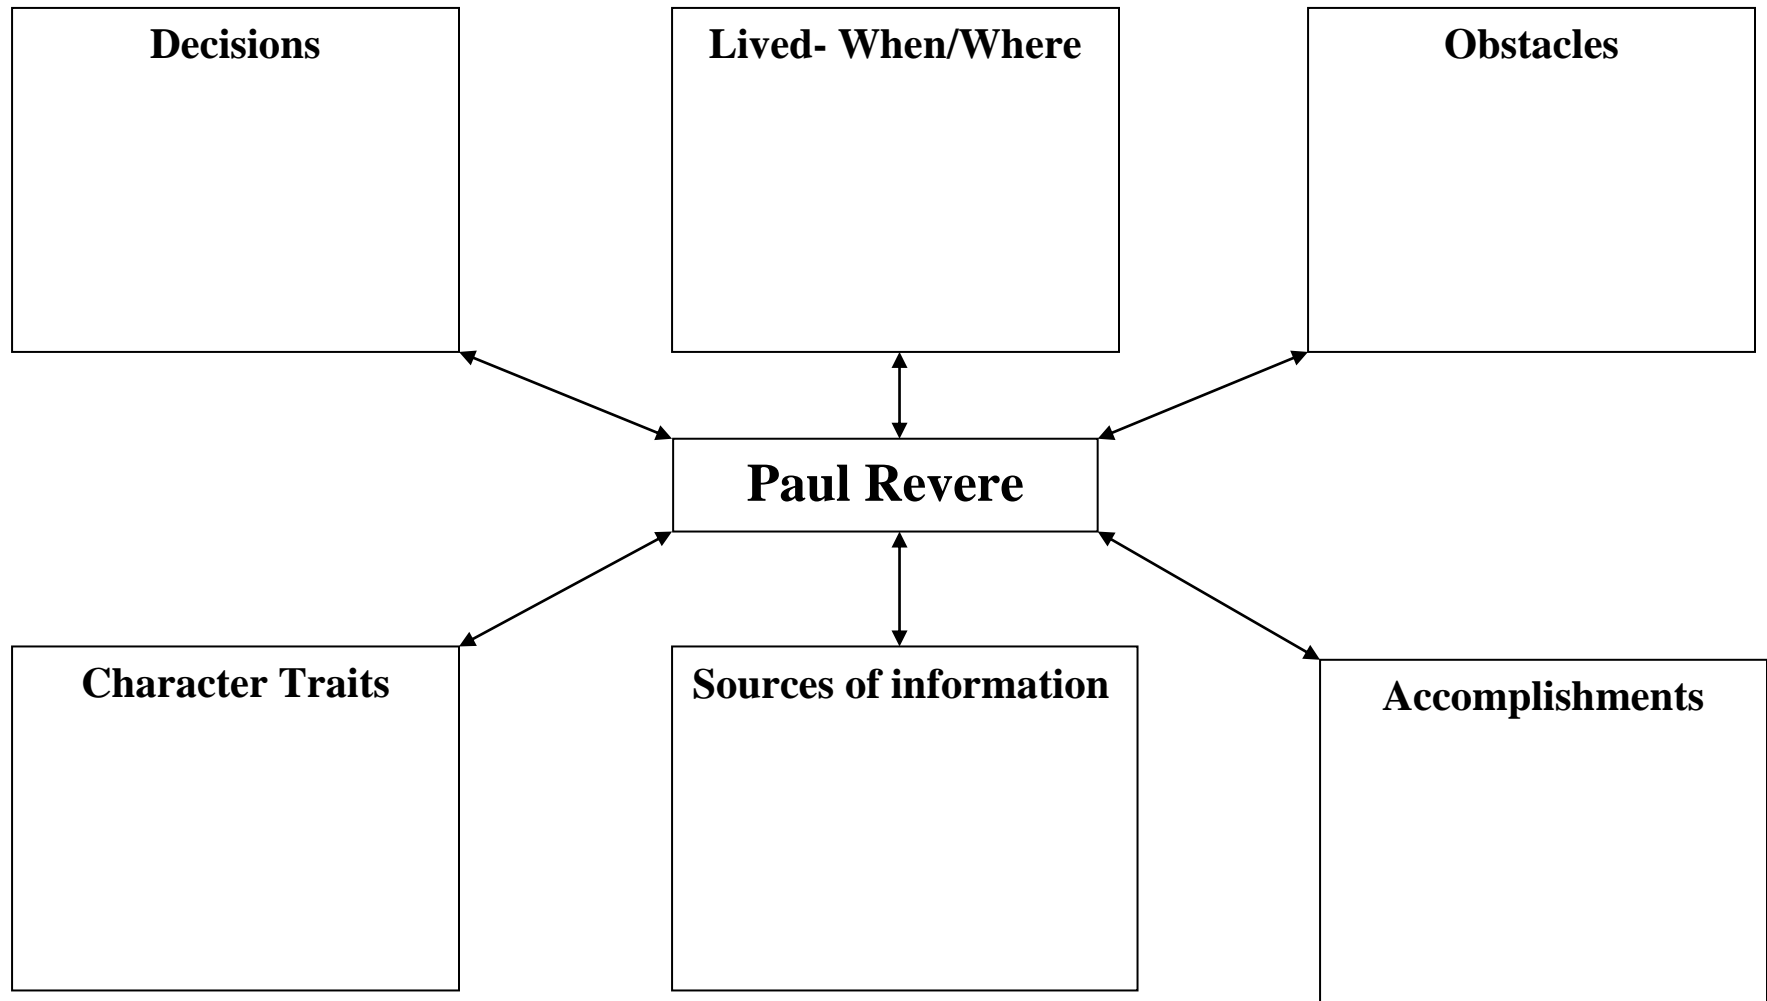 Decisions
Lived- When/Where
Obstacles
Paul Revere
Character Traits
Sources of information
Accomplishments